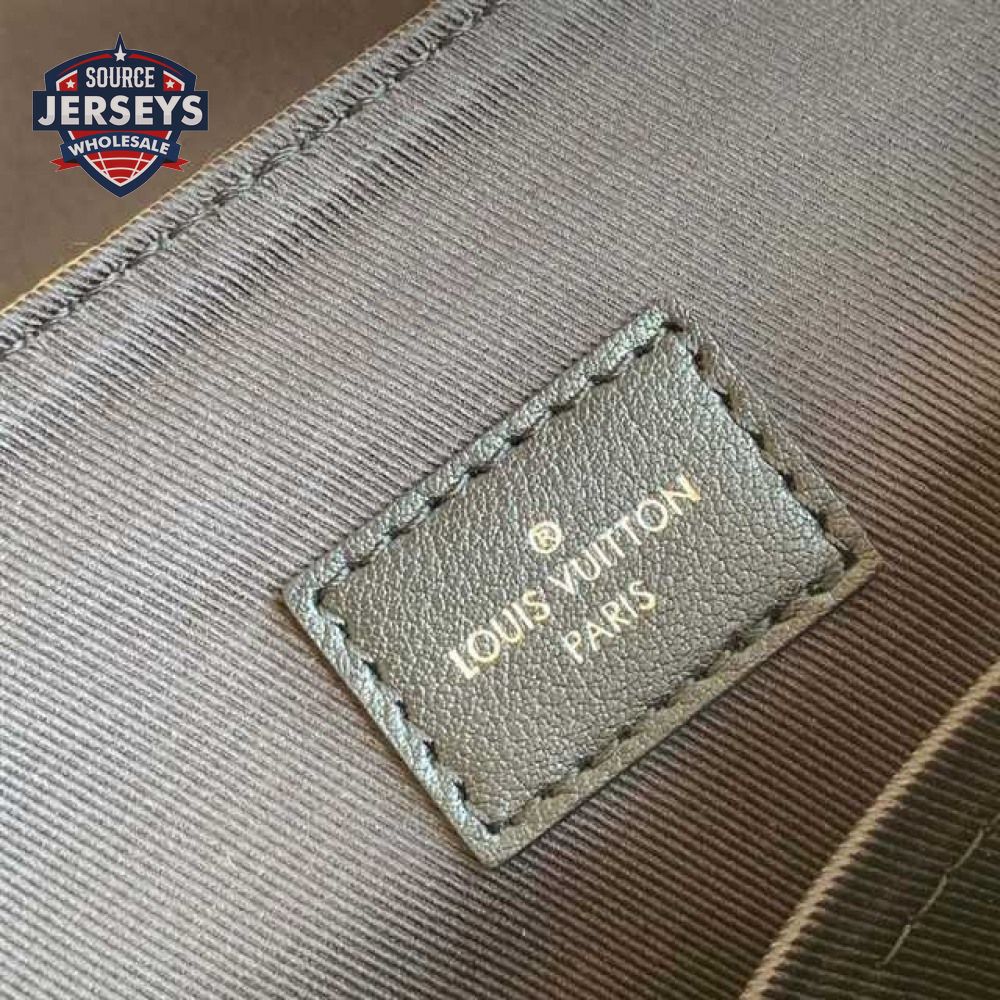 SOURCE
JERSEYS
WHOLESALE
®
LOUIS VUITTON
PARIS